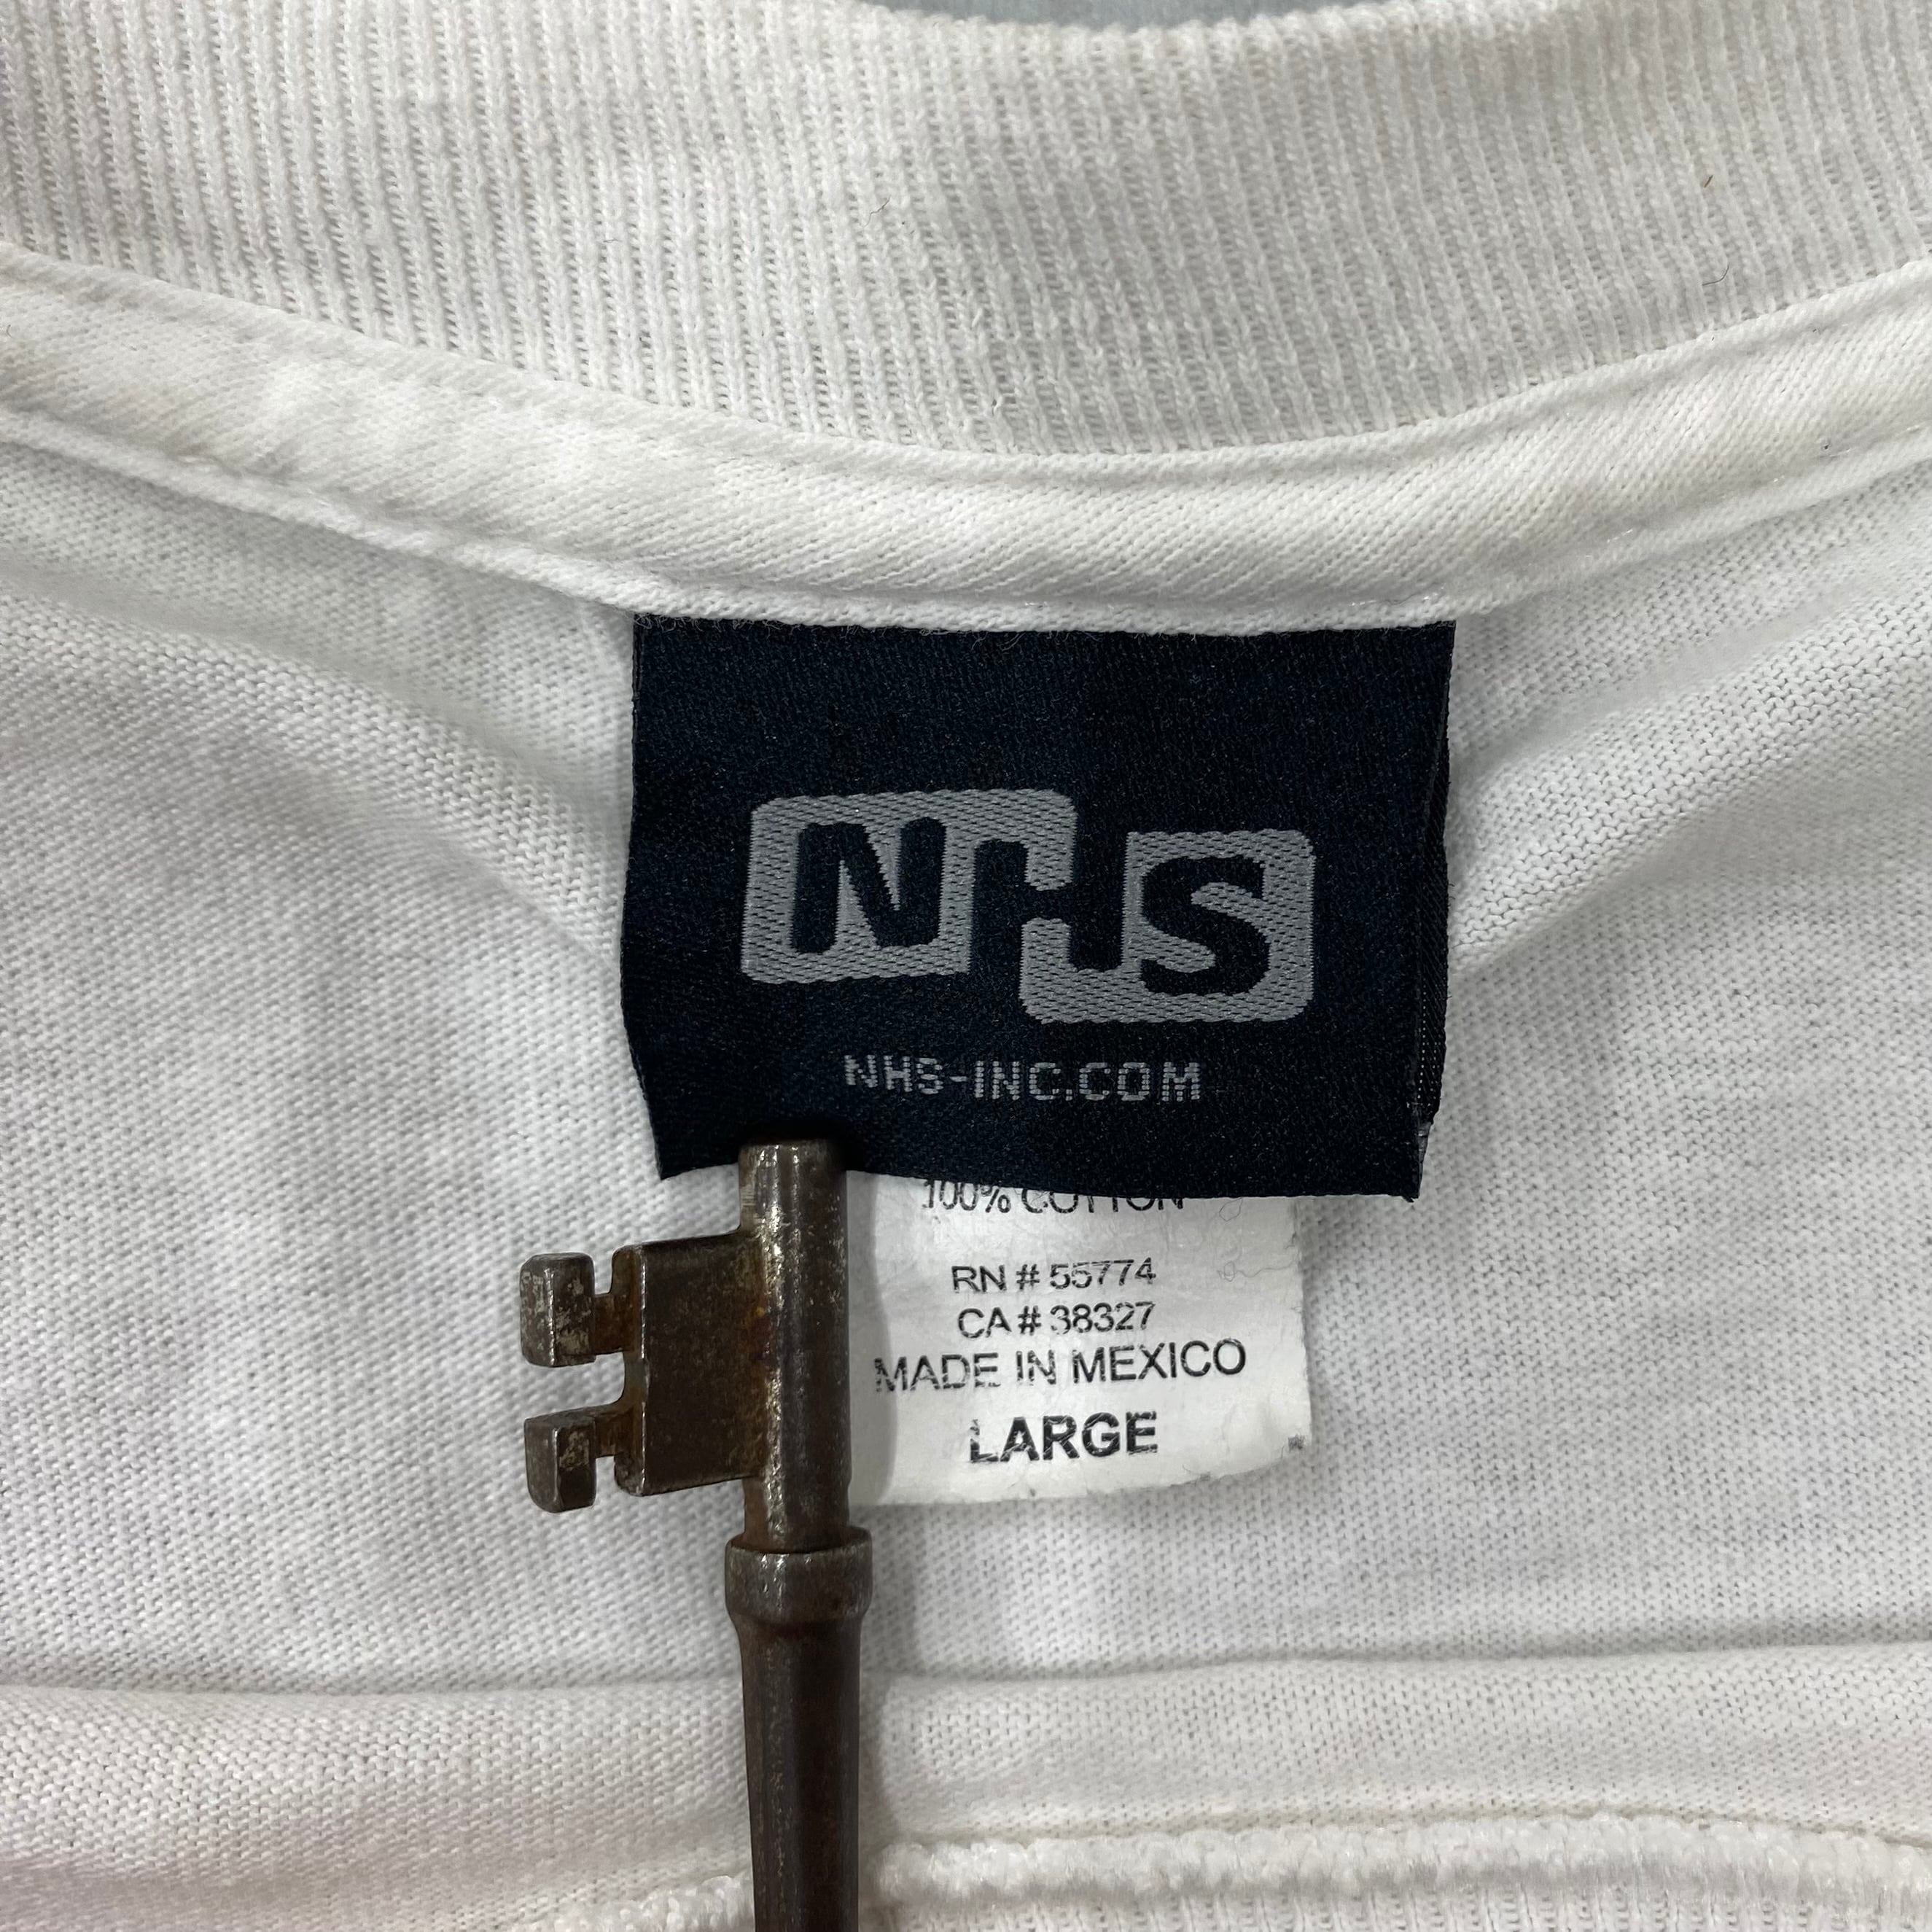 NHS
NHS-INC.COM
100% COTTON
RN # 55774
CA # 38327
MADE IN MEXICO
LARGE